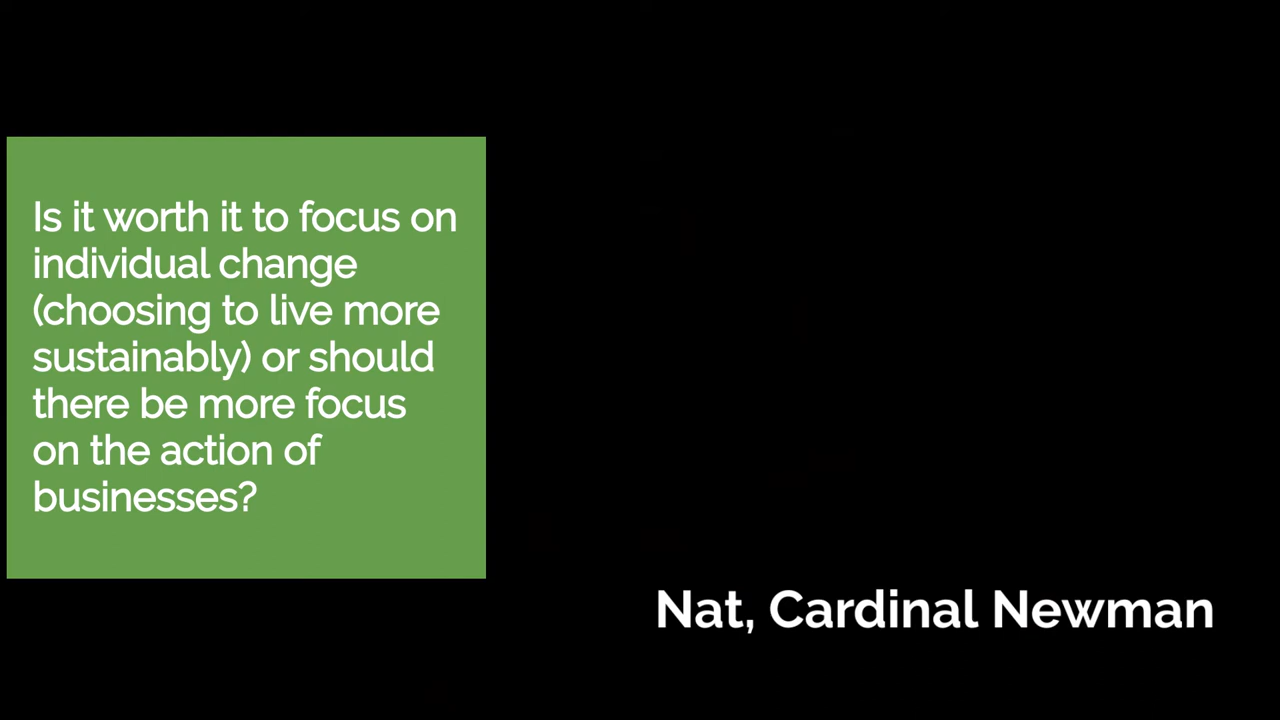 Is it worth it to focus on
individual change
(choosing to live more
sustainably) or should
there be more focus
on the action of
businesses?
Nat, Cardinal Newman